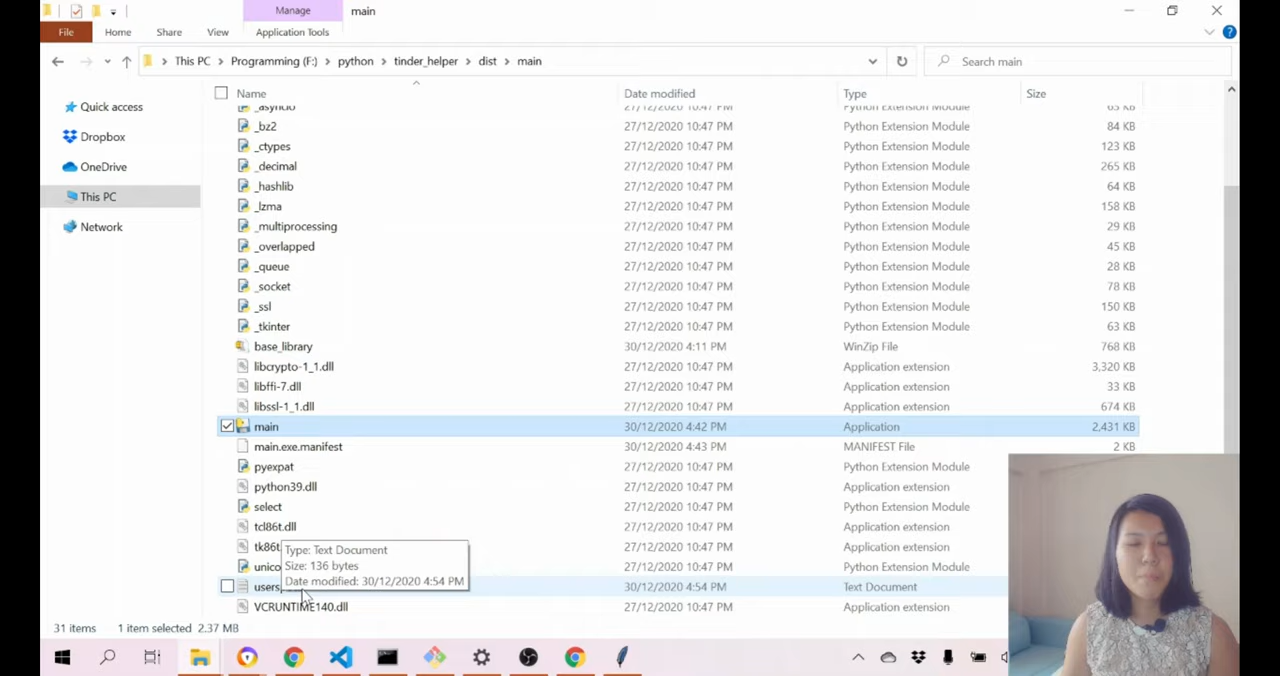 Manage
main
File
Home
Share
View
Application Tools
This PC > Programming (F:) > python > tinder_helper > dist > main
Search main
Name
Date modified
Type
Size
Quick access
Dropbox
OneDrive
This PC
Network
_asyncio 27/12/2020 10:47 PM Python Extension Module 63 KB
_bz2 27/12/2020 10:47 PM Python Extension Module 84 KB
_ctypes 27/12/2020 10:47 PM Python Extension Module 123 KB
_decimal 27/12/2020 10:47 PM Python Extension Module 265 KB
_hashlib 27/12/2020 10:47 PM Python Extension Module 64 KB
_lzma 27/12/2020 10:47 PM Python Extension Module 158 KB
_multiprocessing 27/12/2020 10:47 PM Python Extension Module 29 KB
_overlapped 27/12/2020 10:47 PM Python Extension Module 45 KB
_queue 27/12/2020 10:47 PM Python Extension Module 28 KB
_socket 27/12/2020 10:47 PM Python Extension Module 78 KB
_ssl 27/12/2020 10:47 PM Python Extension Module 150 KB
_tkinter 27/12/2020 10:47 PM Python Extension Module 63 KB
base_library 30/12/2020 4:11 PM WinZip File 768 KB
libcrypto-1_1.dll 27/12/2020 10:47 PM Application extension 3,320 KB
libffi-7.dll 27/12/2020 10:47 PM Application extension 33 KB
libssl-1_1.dll 27/12/2020 10:47 PM Application extension 674 KB
main 30/12/2020 4:42 PM Application 2,431 KB
main.exe.manifest 30/12/2020 4:43 PM MANIFEST File 2 KB
pyexpat 27/12/2020 10:47 PM Python Extension Module
python39.dll 27/12/2020 10:47 PM Application extension
select 27/12/2020 10:47 PM Python Extension Module
tcl86t.dll 27/12/2020 10:47 PM Application extension
tk86t 27/12/2020 10:47 PM Application extension
unico 27/12/2020 10:47 PM Python Extension Module
users 30/12/2020 4:54 PM Text Document
VCRUNTIME140.dll 27/12/2020 10:47 PM Application extension
Type: Text Document
Size: 136 bytes
Date modified: 30/12/2020 4:54 PM
31 items 1 item selected 2.37 MB